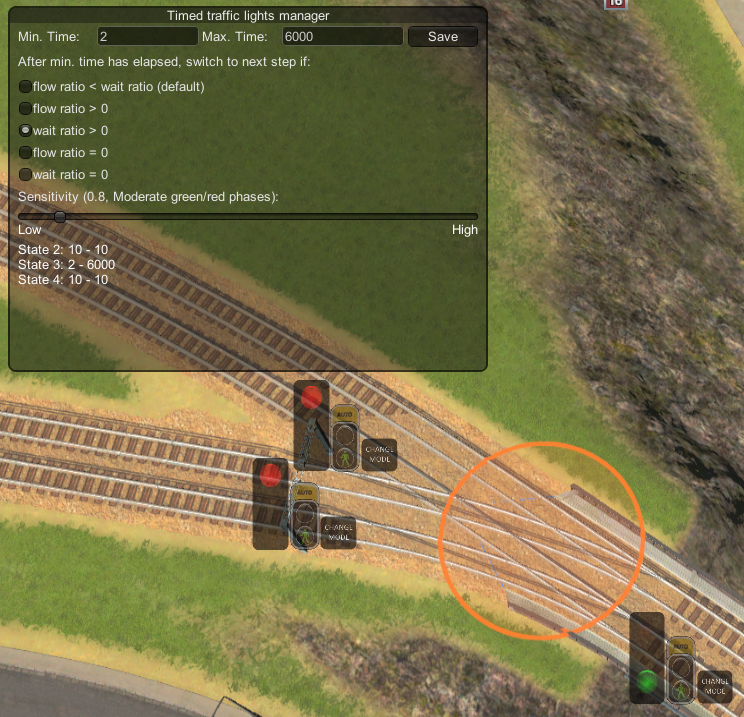 Timed traffic lights manager
Min. Time: 2 Max. Time: 6000 Save
After min. time has elapsed, switch to next step if:
flow ratio < wait ratio (default)
flow ratio > 0
wait ratio > 0
flow ratio = 0
wait ratio = 0
Sensitivity (0.8, Moderate green/red phases):
Low High
State 2: 10 - 10
State 3: 2 - 6000
State 4: 10 - 10
AUTO
CHANGE
MODE
AUTO
CHANGE
MODE
AUTO
CHANGE
MODE